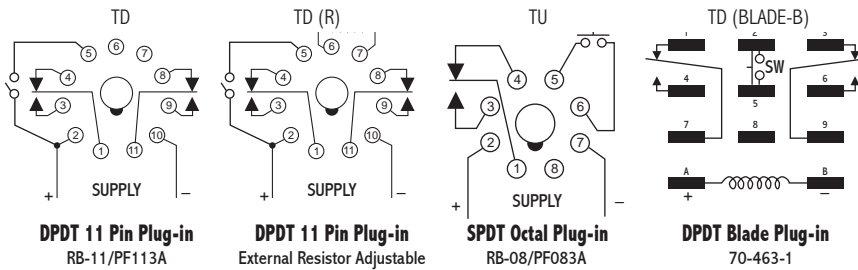 TD
TD (R)
TU
TD (BLADE-B)
5 6 7
4 8
3 9
2 10
1 11
+ SUPPLY –
DPDT 11 Pin Plug-in
RB-11/PF113A
5 6 7
4 8
3 9
2 10
1 11
+ SUPPLY –
DPDT 11 Pin Plug-in
External Resistor Adjustable
4 5
3 6
2 7
1 8
+ SUPPLY –
SPDT Octal Plug-in
RB-08/PF083A
1 2 3
SW
4 5 6
7 8 9
A B
+ –
DPDT Blade Plug-in
70-463-1